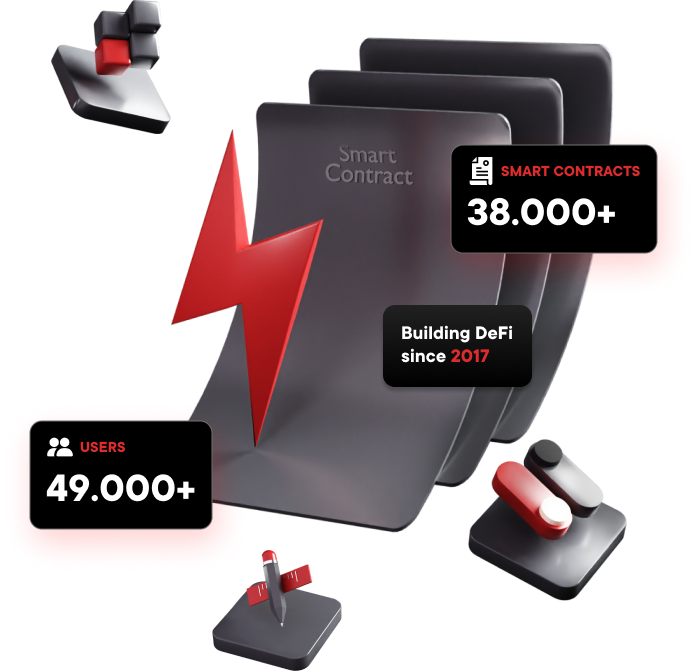 Smart
Contract
SMART CONTRACTS
38.000+
Building DeFi
since 2017
USERS
49.000+